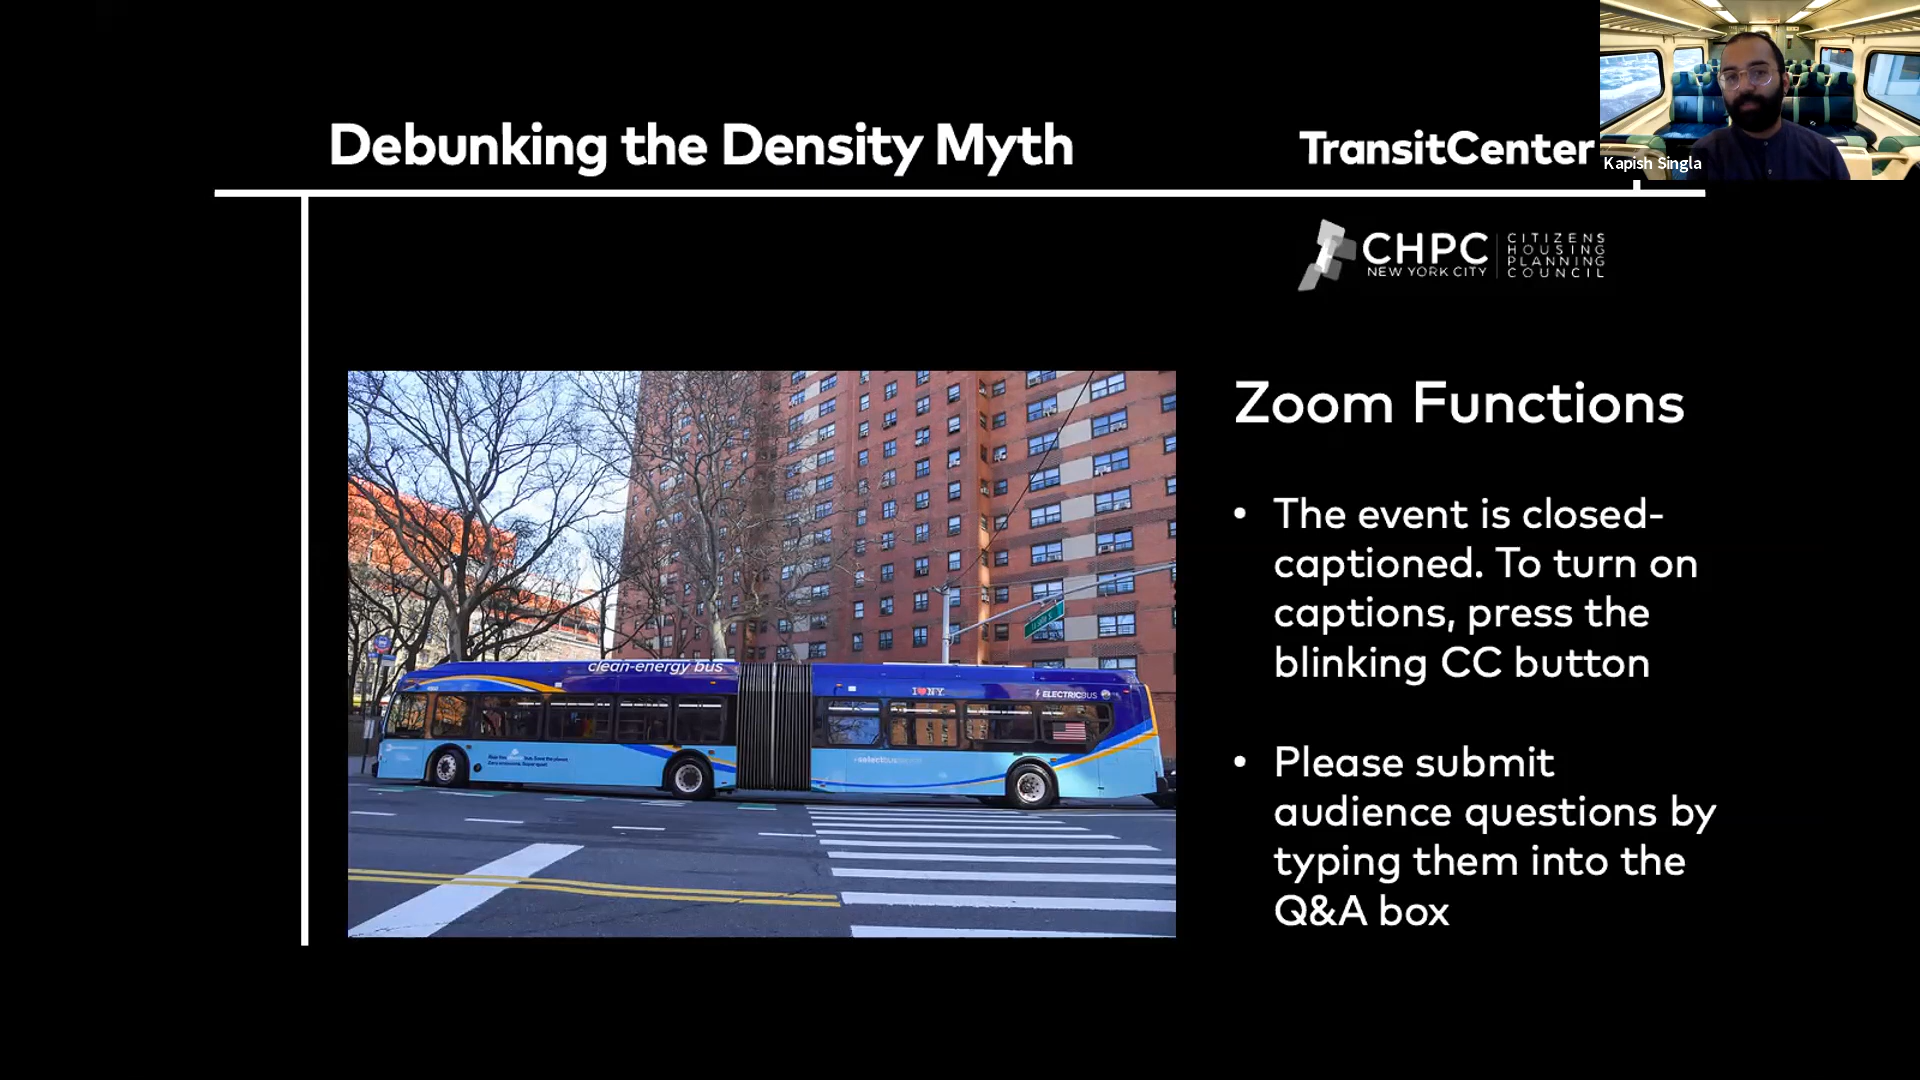 Debunking the Density Myth
TransitCenter
Kapish Singla
CHPC
NEW YORK CITY
CITIZENS
HOUSING
PLANNING
COUNCIL
Zoom Functions
• The event is closed-
captioned. To turn on
captions, press the
blinking CC button
• Please submit
audience questions by
typing them into the
Q&A box
clean-energy bus
I♥NY
ELECTRICBUS
selectbus